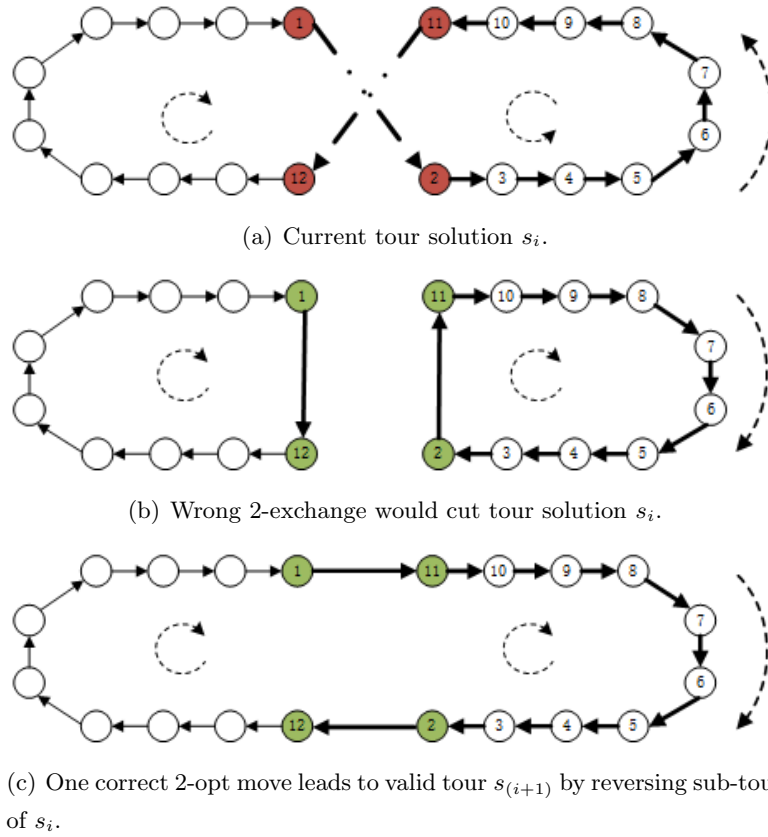 1 11 10 9 8
7
6
12 2 3 4 5
(a) Current tour solution s_i.
1 11 10 9 8
7
6
12 2 3 4 5
(b) Wrong 2-exchange would cut tour solution s_i.
1 11 10 9 8
7
6
12 2 3 4 5
(c) One correct 2-opt move leads to valid tour s_(i+1) by reversing sub-tou
of s_i.